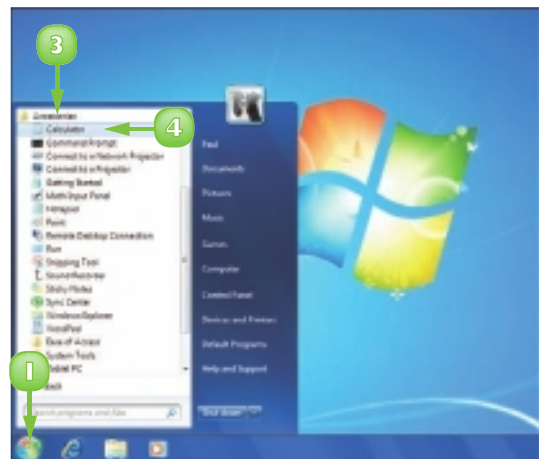 3
Accessories
Calculator
4
Command Prompt
Connect to a Network Projector
Connect to a Projector
Getting Started
Math Input Panel
Notepad
Paint
Remote Desktop Connection
Run
Snipping Tool
Sound Recorder
Sticky Notes
Sync Center
Windows Explorer
WordPad
Ease of Access
System Tools
Tablet PC
Back
Search programs and files
1
Paul
Documents
Pictures
Music
Games
Computer
Control Panel
Devices and Printers
Default Programs
Help and Support
Shut down